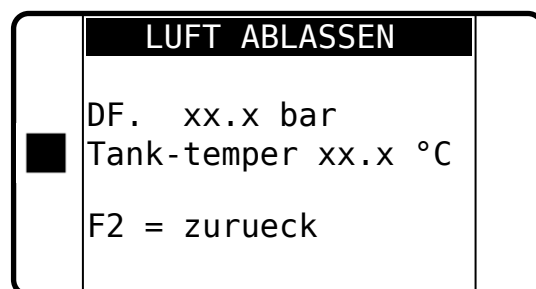 LUFT ABLASSEN
DF. xx.x bar
Tank-temper xx.x °C
F2 = zurueck